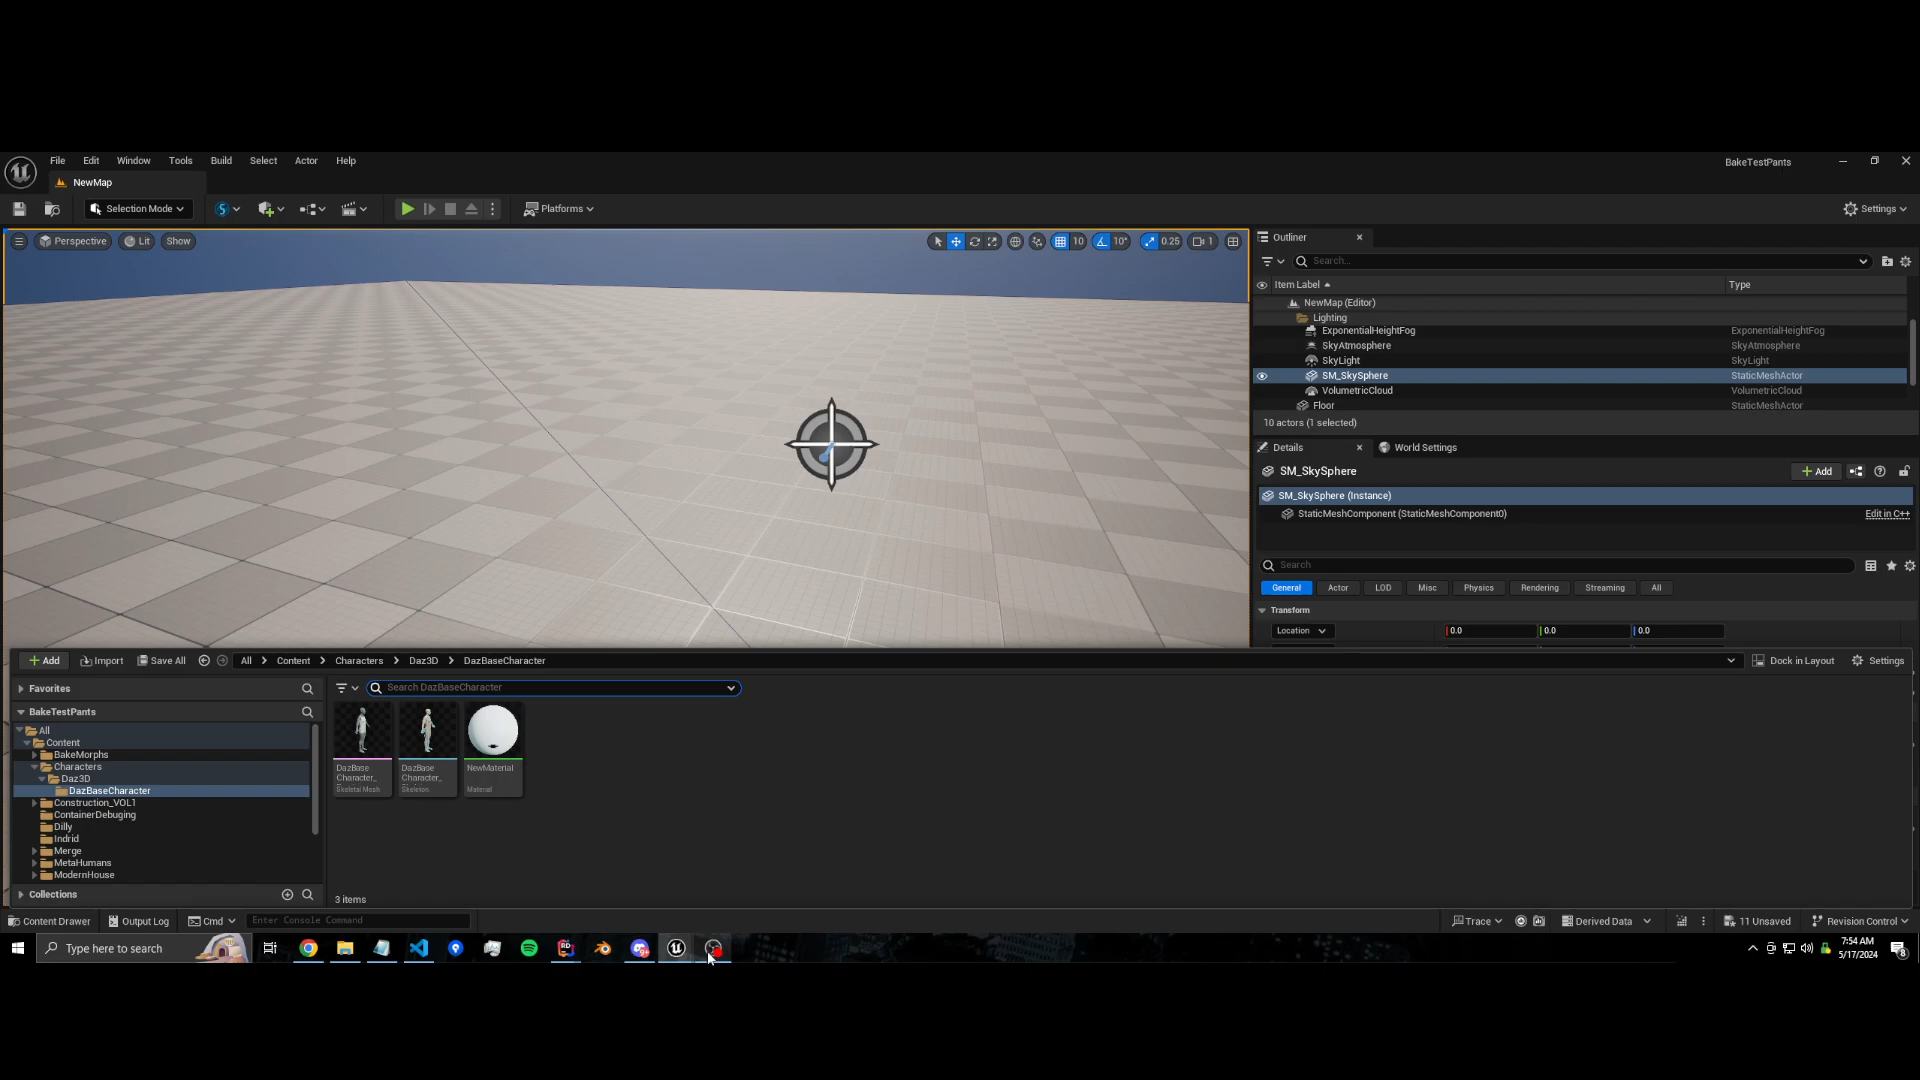 File Edit Window Tools Build Select Actor Help
BakeTestPants
NewMap
Selection Mode
Platforms
Settings
Perspective
Lit
Show
10
10°
0.25
1
Outliner
Search...
Item Label
Type
NewMap (Editor)
Lighting
ExponentialHeightFog ExponentialHeightFog
SkyAtmosphere SkyAtmosphere
SkyLight SkyLight
SM_SkySphere StaticMeshActor
VolumetricCloud VolumetricCloud
Floor StaticMeshActor
10 actors (1 selected)
Details
World Settings
SM_SkySphere
Add
SM_SkySphere (Instance)
StaticMeshComponent (StaticMeshComponent0)
Edit in C++
Search
General Actor LOD Misc Physics Rendering Streaming All
Transform
Location 0.0 0.0 0.0
Add Import Save All All Content Characters Daz3D DazBaseCharacter
Dock in Layout Settings
Favorites
Search DazBaseCharacter
BakeTestPants
All
Content
BakeMorphs
Characters
Daz3D
DazBaseCharacter
Construction_VOL1
ContainerDebuging
Dilly
Indrid
Merge
MetaHumans
ModernHouse
Collections
DazBase
Character_
Skeletal Mesh
DazBase
Character_
Skeleton
NewMaterial
Material
3 items
Content Drawer Output Log Cmd Enter Console Command
Trace Derived Data 11 Unsaved Revision Control
Type here to search
7:54 AM
5/17/2024
8